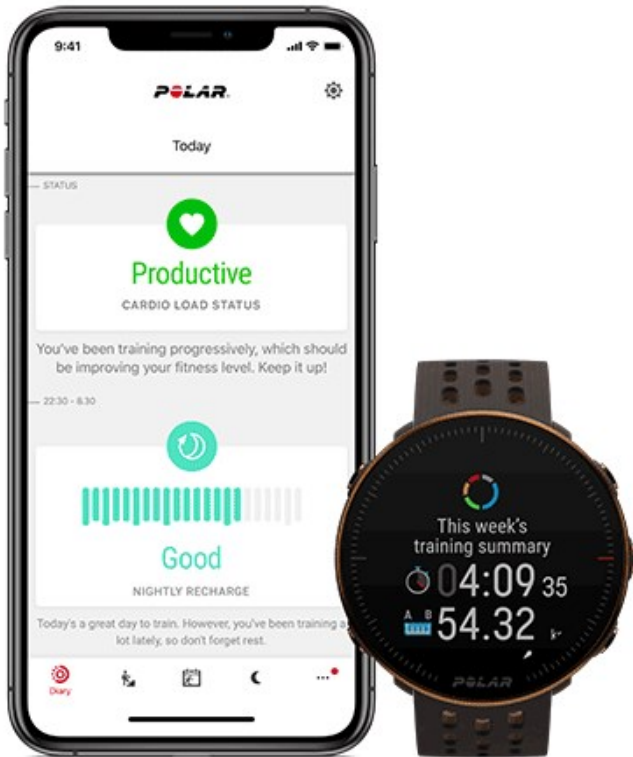 9:41
POLAR
Today
STATUS
Productive
CARDIO LOAD STATUS
You've been training progressively, which should
be improving your fitness level. Keep it up!
22:30 - 8.30
Good
NIGHTLY RECHARGE
Today's a great day to train. However, you've been training a
lot lately, so don't forget rest.
Diary
This week's
training summary
04:09 35
A B
54.32
POLAR